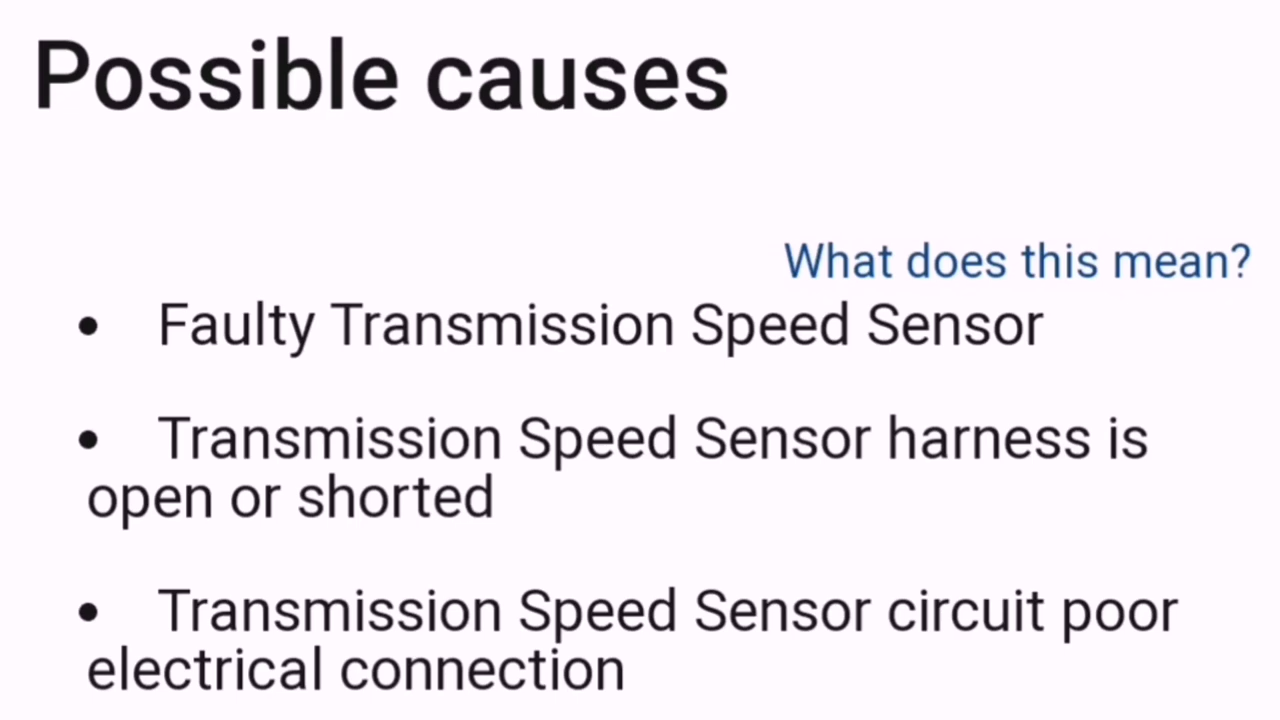 Possible causes
What does this mean?
• Faulty Transmission Speed Sensor
• Transmission Speed Sensor harness is
open or shorted
• Transmission Speed Sensor circuit poor
electrical connection